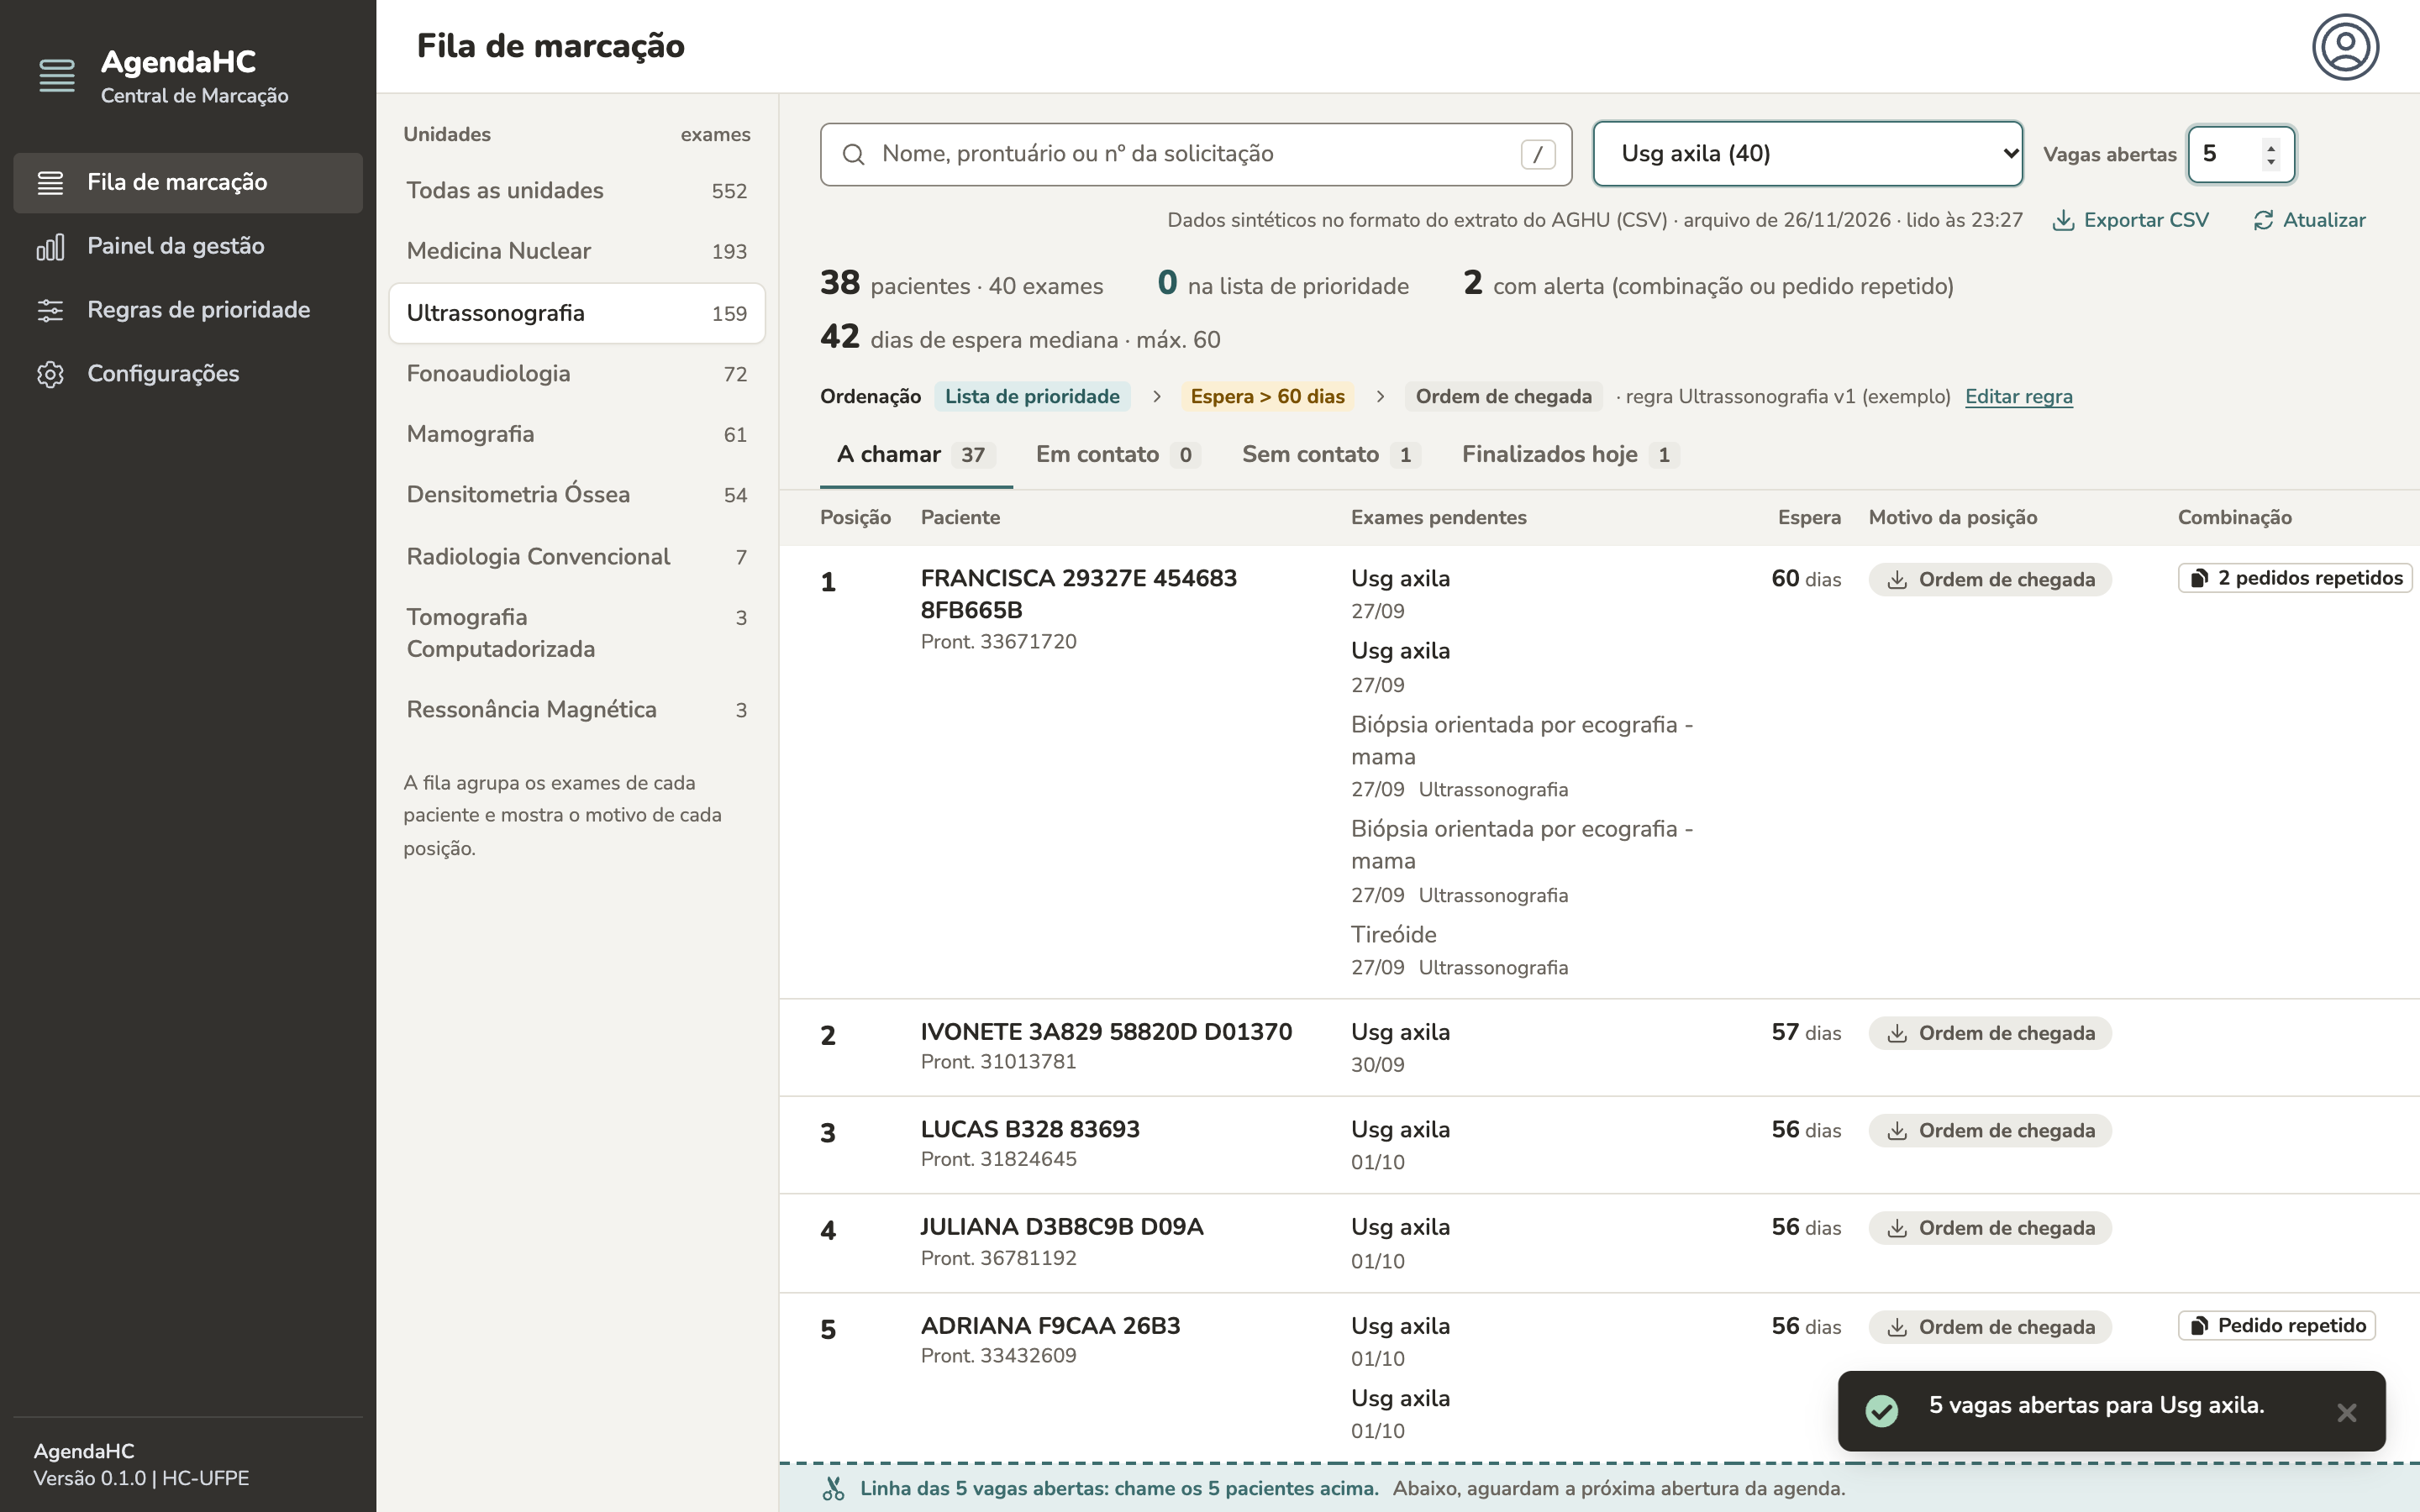 AgendaHC
Central de Marcação
Fila de marcação
Painel da gestão
Regras de prioridade
Configurações
AgendaHC
Versão 0.1.0 | HC-UFPE
Fila de marcação
Unidades exames
Todas as unidades 552
Medicina Nuclear 193
Ultrassonografia 159
Fonoaudiologia 72
Mamografia 61
Densitometria Óssea 54
Radiologia Convencional 7
Tomografia 3
Computadorizada
Ressonância Magnética 3
A fila agrupa os exames de cada
paciente e mostra o motivo de cada
posição.
Nome, prontuário ou nº da solicitação /
Usg axila (40)
Vagas abertas 5
Dados sintéticos no formato do extrato do AGHU (CSV) · arquivo de 26/11/2026 · lido às 23:27 Exportar CSV Atualizar
38 pacientes · 40 exames 0 na lista de prioridade 2 com alerta (combinação ou pedido repetido)
42 dias de espera mediana · máx. 60
Ordenação Lista de prioridade > Espera > 60 dias > Ordem de chegada · regra Ultrassonografia v1 (exemplo) Editar regra
A chamar 37 Em contato 0 Sem contato 1 Finalizados hoje 1
Posição Paciente Exames pendentes Espera Motivo da posição Combinação
1 FRANCISCA 29327E 454683 Usg axila 60 dias Ordem de chegada 2 pedidos repetidos
8FB665B 27/09
Pront. 33671720
Usg axila
27/09
Biópsia orientada por ecografia -
mama
27/09 Ultrassonografia
Biópsia orientada por ecografia -
mama
27/09 Ultrassonografia
Tireóide
27/09 Ultrassonografia
2 IVONETE 3A829 58820D D01370 Usg axila 57 dias Ordem de chegada
Pront. 31013781 30/09
3 LUCAS B328 83693 Usg axila 56 dias Ordem de chegada
Pront. 31824645 01/10
4 JULIANA D3B8C9B D09A Usg axila 56 dias Ordem de chegada
Pront. 36781192 01/10
5 ADRIANA F9CAA 26B3 Usg axila 56 dias Ordem de chegada Pedido repetido
Pront. 33432609 01/10
Usg axila
01/10
5 vagas abertas para Usg axila.
Linha das 5 vagas abertas: chame os 5 pacientes acima. Abaixo, aguardam a próxima abertura da agenda.